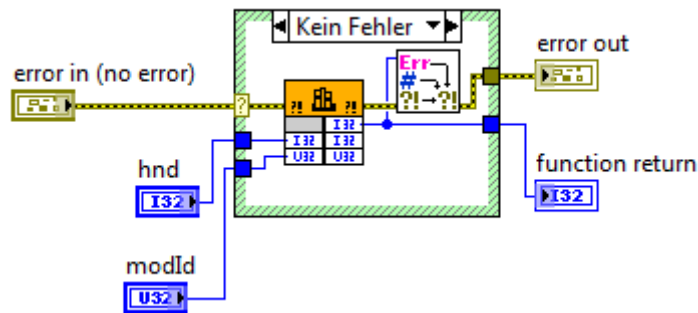 Kein Fehler
error in (no error)
error out
Err
#
?!
?!
?!
?!
?
I32
I32
I32
U32
U32
hnd
I32
function return
I32
modId
U32